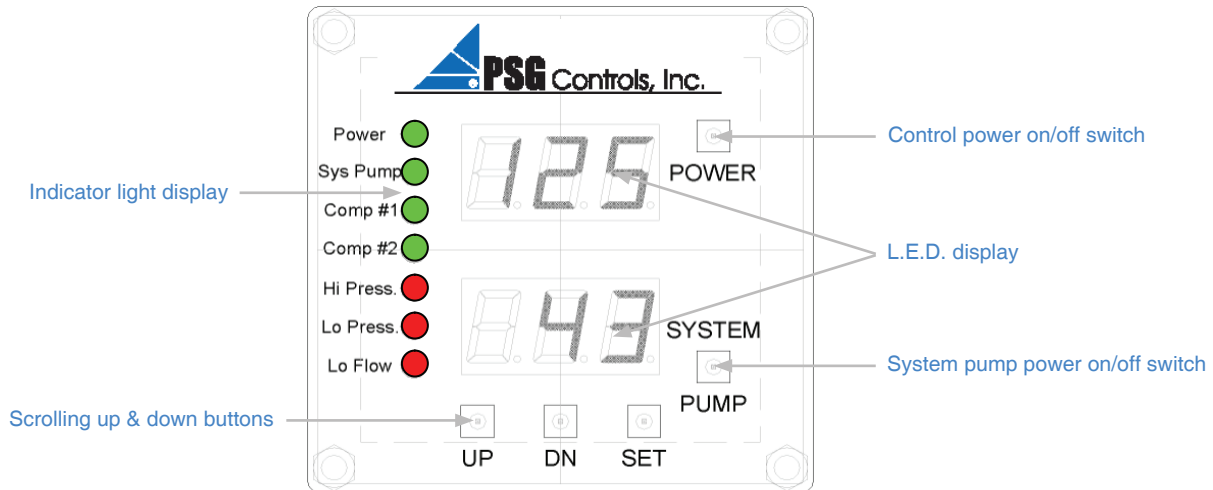 PSG Controls, Inc.
Power
125
Control power on/off switch
Sys Pump
POWER
Indicator light display
Comp #1
Comp #2
L.E.D. display
Hi Press.
Lo Press.
43
SYSTEM
Lo Flow
System pump power on/off switch
PUMP
Scrolling up & down buttons
UP DN SET